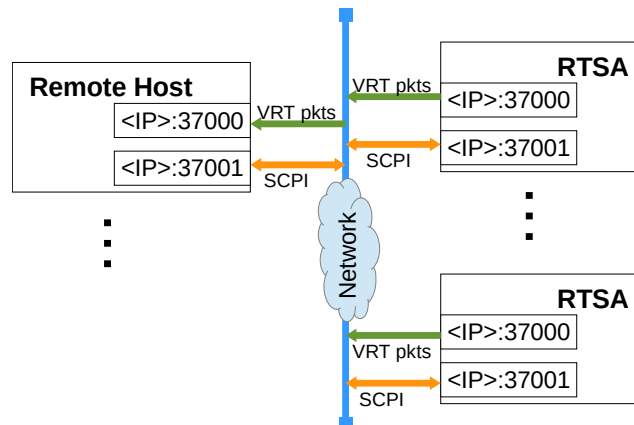 Remote Host
<IP>:37000
<IP>:37001
VRT pkts
SCPI
VRT pkts
SCPI
RTSA
<IP>:37000
<IP>:37001
Network
VRT pkts
SCPI
RTSA
<IP>:37000
<IP>:37001